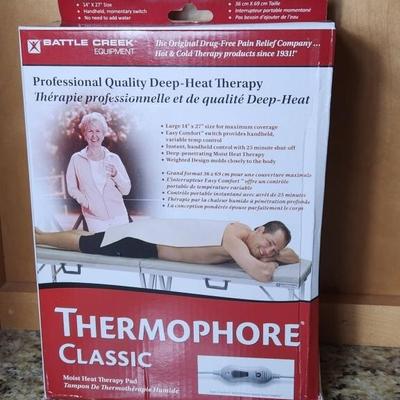 • 14" X 27" Size
• Handheld, momentary switch
• No need to add water
36 cm X 69 cm Taille
• Interrupteur portable momentané
• Pas besoin d'ajouter de l'eau
BATTLE CREEK
EQUIPMENT
The Original Drug-Free Pain Relief Company...
Hot & Cold Therapy products since 1931!®
Professional Quality Deep-Heat Therapy
Thérapie professionnelle et de qualité Deep-Heat
• Large 14" x 27" size for maximum coverage
• Easy Comfort™ switch provides handheld,
variable temp control
• Instant, handheld control with 25 minute shut-off
• Deep-penetrating Moist Heat Therapy
• Weighted Design molds closely to the body
• Grand format 36 x 69 cm pour une couverture maximale
• L'interrupteur Easy Comfort™ offre un contrôle
portable de température variable
• Contrôle portable instantané avec arrêt de 25 minutes
• Thérapie par la chaleur humide à pénétration profonde
• La conception pondérée épouse parfaitement le corps
THERMOPHORE®
CLASSIC
Moist Heat Therapy Pad
Tampon De Thermothérapie Humide